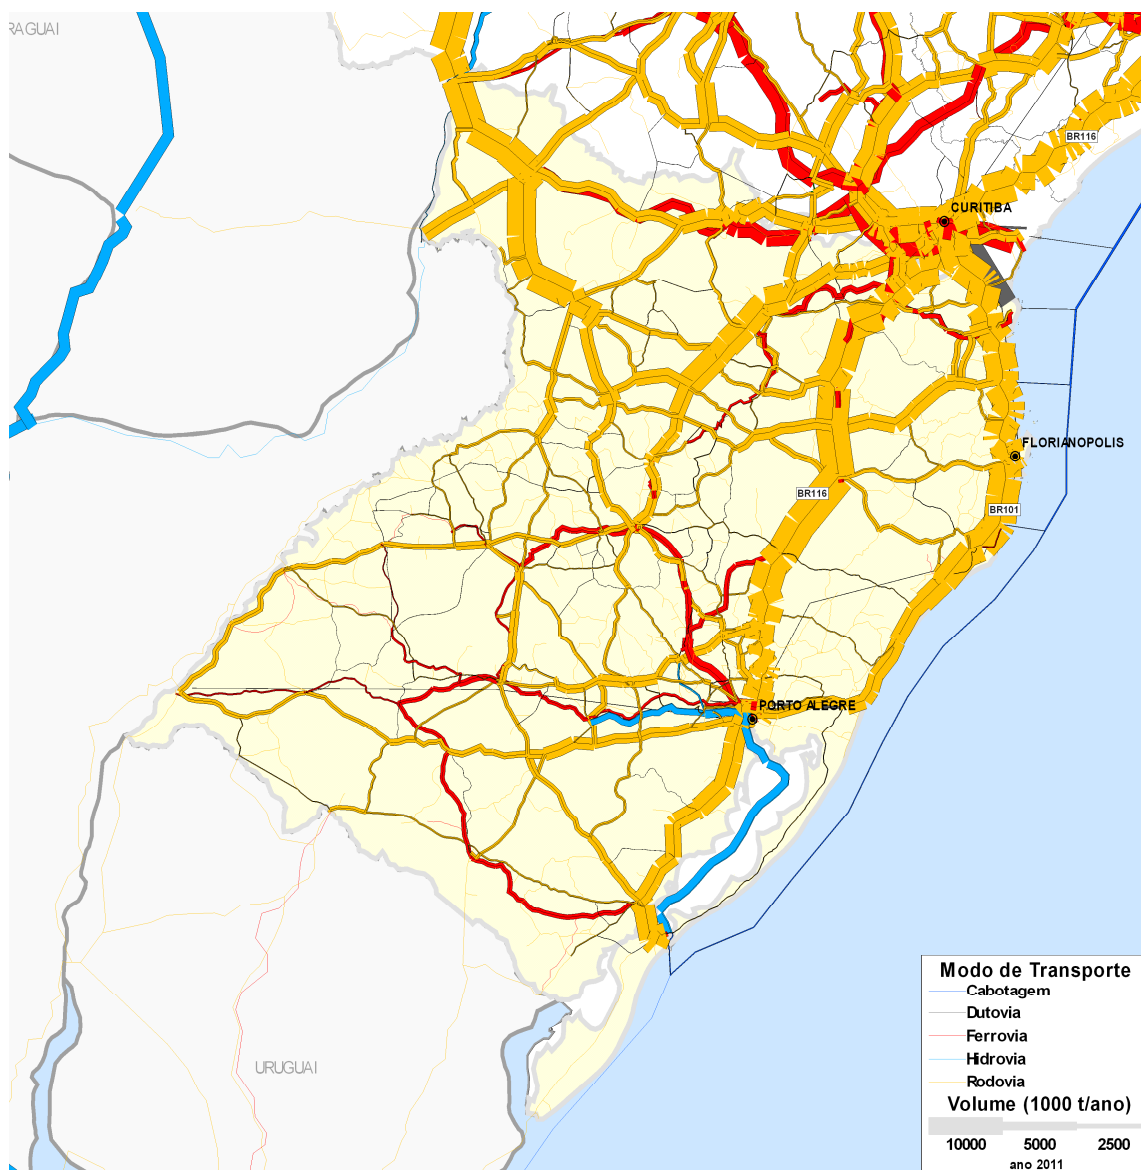 RAGUAI
BR116
CURITIBA
FLORIANOPOLIS
BR116
BR101
PORTO ALEGRE
URUGUAI
Modo de Transporte
Cabotagem
Dutovia
Ferrovia
Hidrovia
Rodovia
Volume (1000 t/ano)
10000 5000 2500
ano 2011